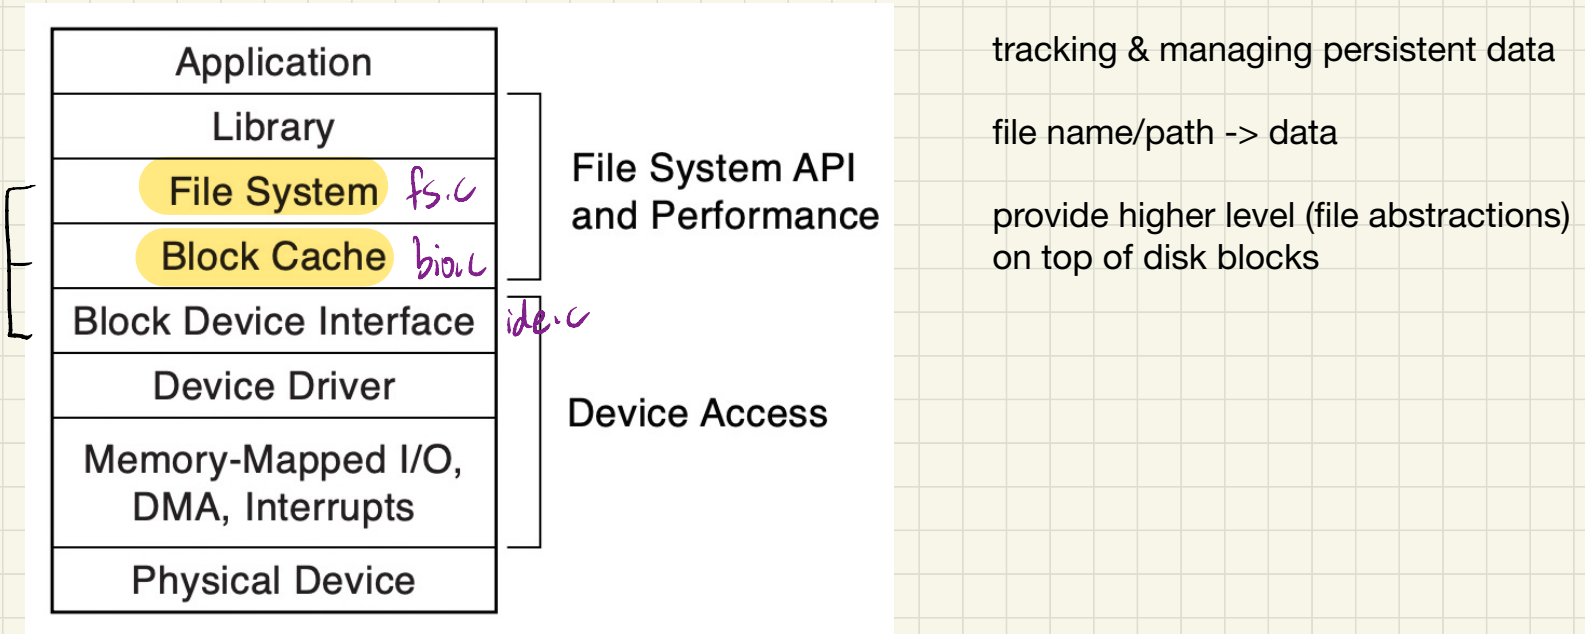 Application
Library
File System fs.c
Block Cache bio.c
Block Device Interface ide.c
Device Driver
Memory-Mapped I/O,
DMA, Interrupts
Physical Device
File System API
and Performance
Device Access
tracking & managing persistent data
file name/path -> data
provide higher level (file abstractions)
on top of disk blocks